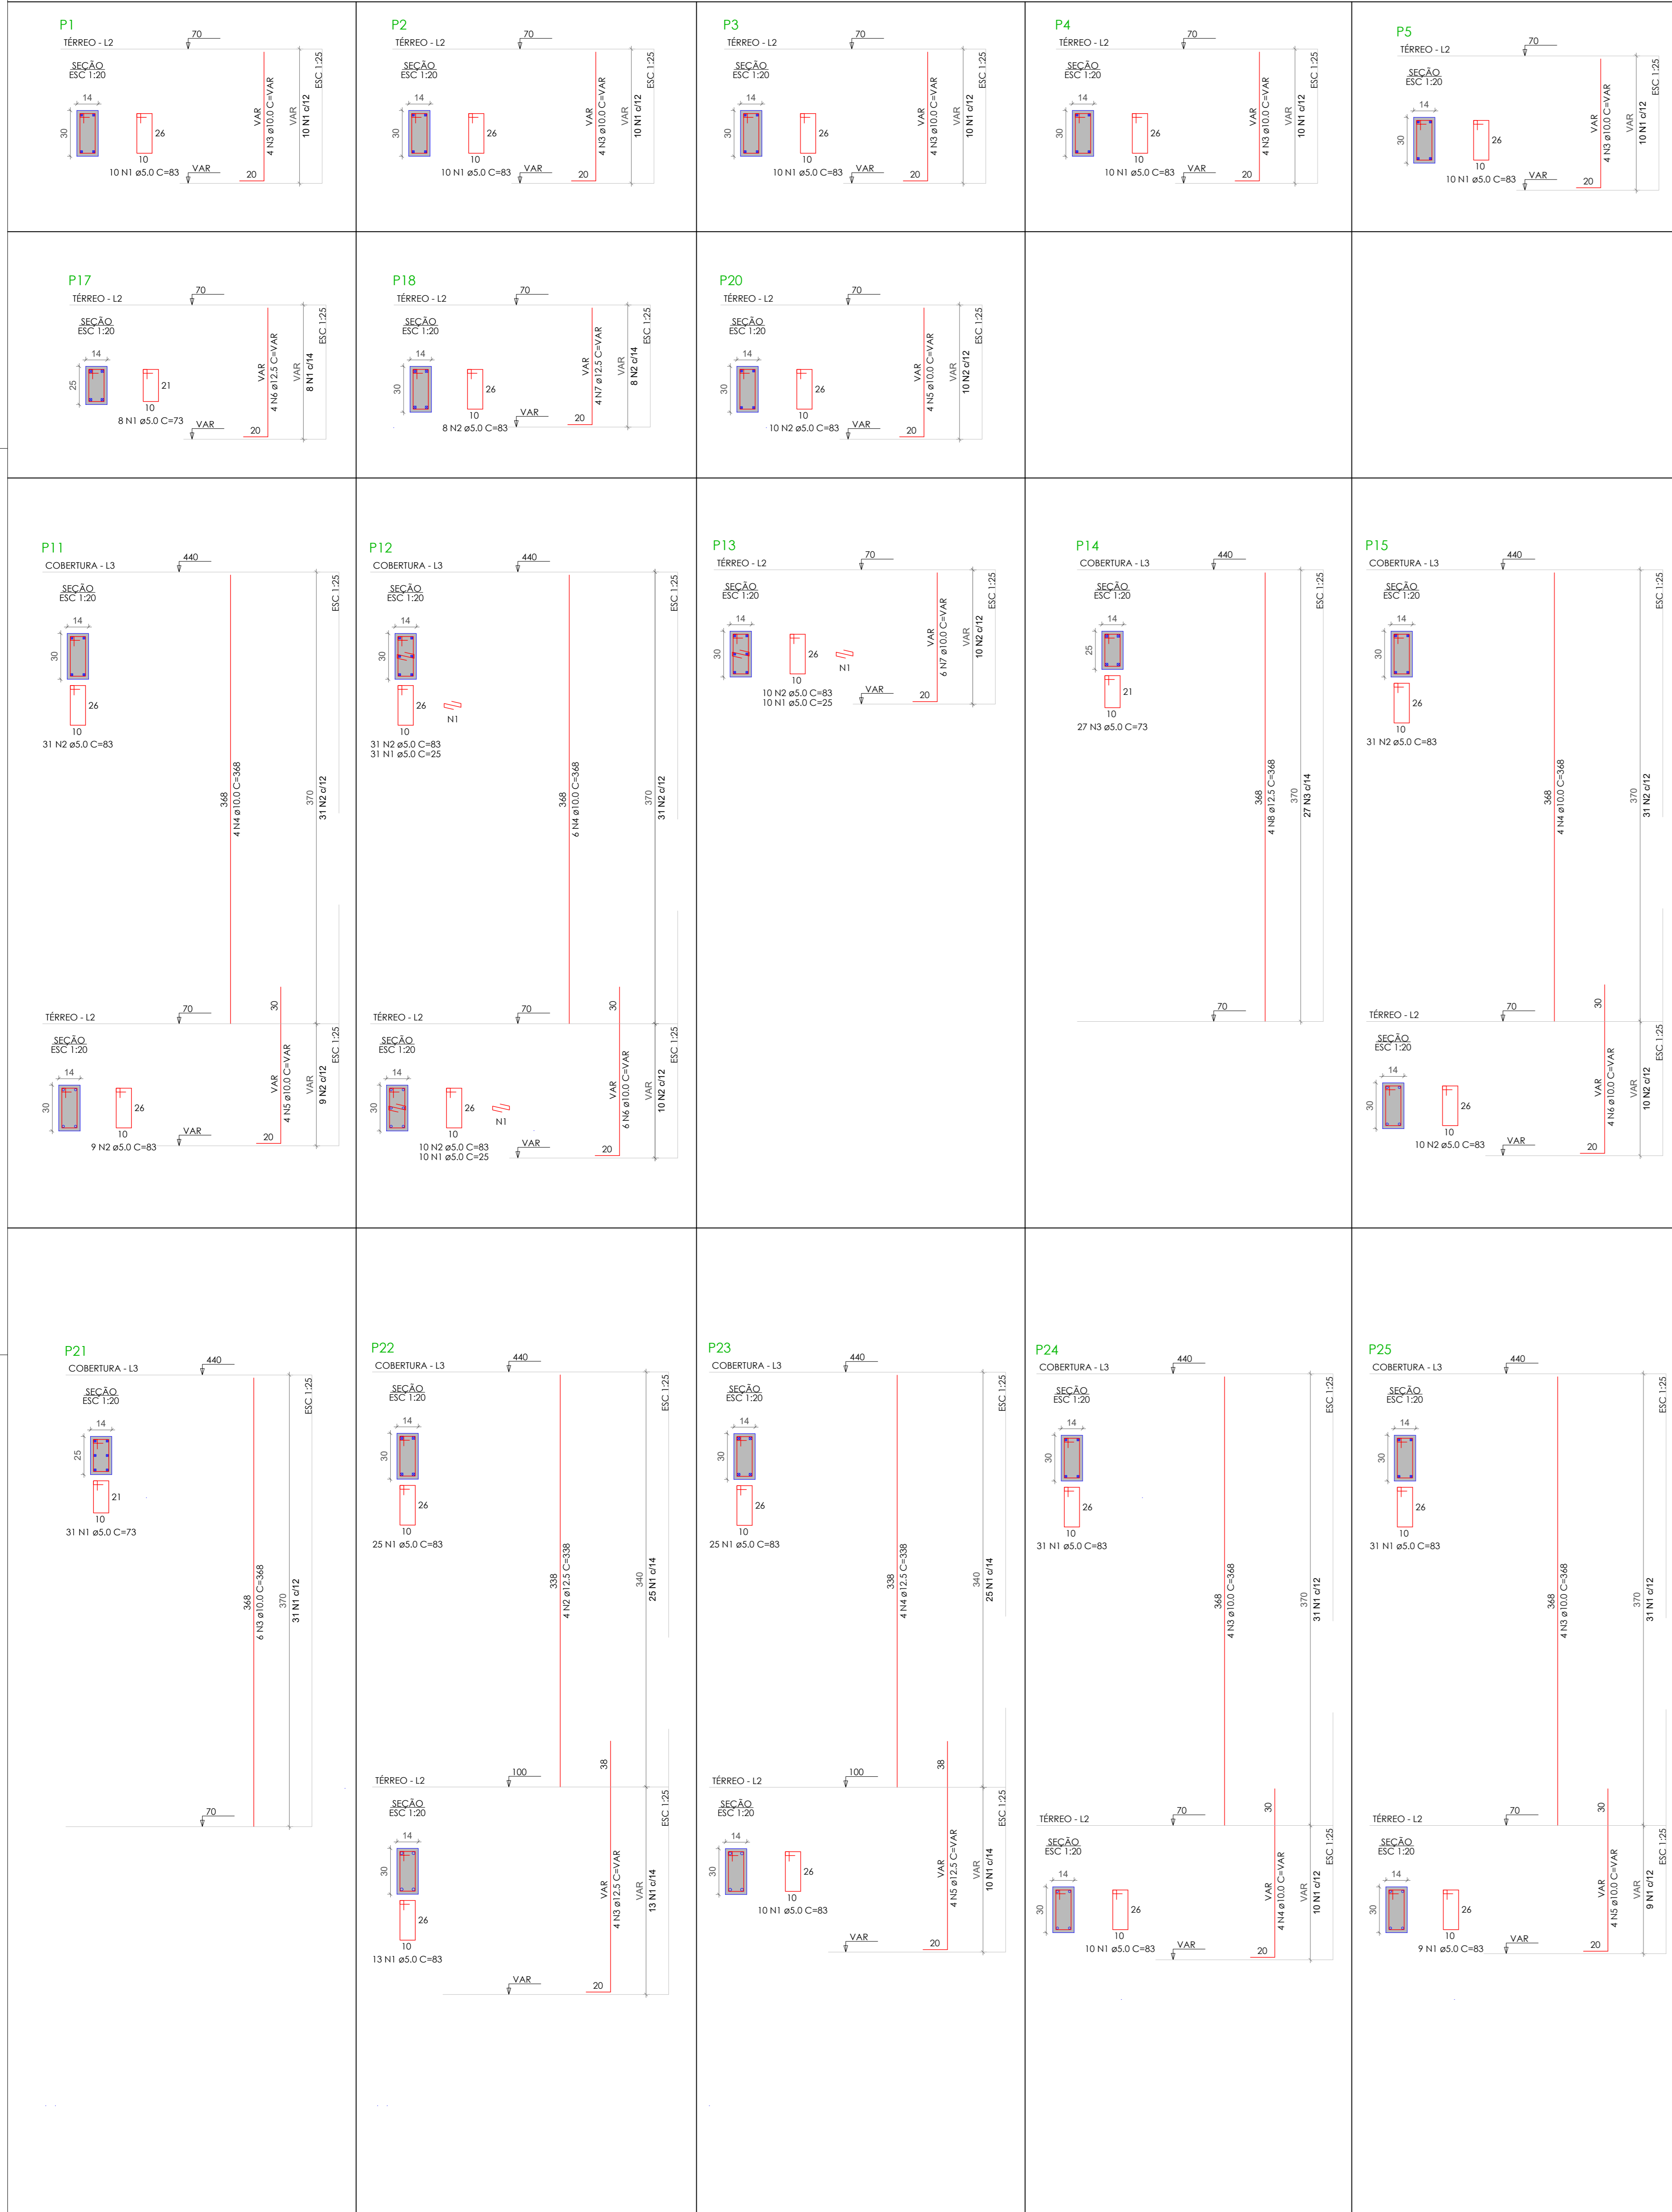 P1
TÉRREO - L2
70
SEÇÃO
ESC 1:20
14
30
26
10
10 N1 ø5.0 C=83
VAR
20
VAR
4 N3 ø10.0 C=VAR
VAR
10 N1 c/12
ESC 1:25
P2
TÉRREO - L2
70
SEÇÃO
ESC 1:20
14
30
26
10
10 N1 ø5.0 C=83
VAR
20
VAR
4 N3 ø10.0 C=VAR
VAR
10 N1 c/12
ESC 1:25
P3
TÉRREO - L2
70
SEÇÃO
ESC 1:20
14
30
26
10
10 N1 ø5.0 C=83
VAR
20
VAR
4 N3 ø10.0 C=VAR
VAR
10 N1 c/12
ESC 1:25
P4
TÉRREO - L2
70
SEÇÃO
ESC 1:20
14
30
26
10
10 N1 ø5.0 C=83
VAR
20
VAR
4 N3 ø10.0 C=VAR
VAR
10 N1 c/12
ESC 1:25
P5
TÉRREO - L2
70
SEÇÃO
ESC 1:20
14
30
26
10
10 N1 ø5.0 C=83
VAR
20
VAR
4 N3 ø10.0 C=VAR
VAR
10 N1 c/12
ESC 1:25
P17
TÉRREO - L2
70
SEÇÃO
ESC 1:20
14
25
21
10
8 N1 ø5.0 C=73
VAR
20
VAR
4 N6 ø12.5 C=VAR
VAR
8 N1 c/14
ESC 1:25
P18
TÉRREO - L2
70
SEÇÃO
ESC 1:20
14
30
26
10
8 N2 ø5.0 C=83
VAR
20
VAR
4 N7 ø12.5 C=VAR
VAR
8 N2 c/14
ESC 1:25
P20
TÉRREO - L2
70
SEÇÃO
ESC 1:20
14
30
26
10
10 N2 ø5.0 C=83
VAR
20
VAR
4 N5 ø10.0 C=VAR
VAR
10 N2 c/12
ESC 1:25
P11
COBERTURA - L3
440
SEÇÃO
ESC 1:20
14
30
26
10
31 N2 ø5.0 C=83
368
4 N4 ø10.0 C=368
370
31 N2 c/12
ESC 1:25
TÉRREO - L2
70
30
SEÇÃO
ESC 1:20
14
30
26
10
9 N2 ø5.0 C=83
VAR
20
VAR
4 N5 ø10.0 C=VAR
VAR
9 N2 c/12
ESC 1:25
P12
COBERTURA - L3
440
SEÇÃO
ESC 1:20
14
30
26
N1
10
31 N2 ø5.0 C=83
31 N1 ø5.0 C=25
368
6 N4 ø10.0 C=368
370
31 N2 c/12
ESC 1:25
TÉRREO - L2
70
30
SEÇÃO
ESC 1:20
14
30
26
N1
10
10 N2 ø5.0 C=83
10 N1 ø5.0 C=25
VAR
20
VAR
6 N6 ø10.0 C=VAR
VAR
10 N2 c/12
ESC 1:25
P13
TÉRREO - L2
70
SEÇÃO
ESC 1:20
14
30
26
N1
10
10 N2 ø5.0 C=83
10 N1 ø5.0 C=25
VAR
20
VAR
6 N7 ø10.0 C=VAR
VAR
10 N2 c/12
ESC 1:25
P14
COBERTURA - L3
440
SEÇÃO
ESC 1:20
14
25
21
10
27 N3 ø5.0 C=73
368
4 N8 ø12.5 C=368
370
27 N3 c/14
ESC 1:25
70
P15
COBERTURA - L3
440
SEÇÃO
ESC 1:20
14
30
26
10
31 N2 ø5.0 C=83
368
4 N4 ø10.0 C=368
370
31 N2 c/12
ESC 1:25
TÉRREO - L2
70
30
SEÇÃO
ESC 1:20
14
30
26
10
10 N2 ø5.0 C=83
VAR
20
VAR
4 N6 ø10.0 C=VAR
VAR
10 N2 c/12
ESC 1:25
P21
COBERTURA - L3
440
SEÇÃO
ESC 1:20
14
25
21
10
31 N1 ø5.0 C=73
368
6 N3 ø10.0 C=368
370
31 N1 c/12
ESC 1:25
70
P22
COBERTURA - L3
440
SEÇÃO
ESC 1:20
14
30
26
10
25 N1 ø5.0 C=83
338
4 N2 ø12.5 C=338
340
25 N1 c/14
ESC 1:25
TÉRREO - L2
100
38
SEÇÃO
ESC 1:20
14
30
26
10
13 N1 ø5.0 C=83
VAR
20
VAR
4 N3 ø12.5 C=VAR
VAR
13 N1 c/14
ESC 1:25
P23
COBERTURA - L3
440
SEÇÃO
ESC 1:20
14
30
26
10
25 N1 ø5.0 C=83
338
4 N4 ø12.5 C=338
340
25 N1 c/14
ESC 1:25
TÉRREO - L2
100
38
SEÇÃO
ESC 1:20
14
30
26
10
10 N1 ø5.0 C=83
VAR
20
VAR
4 N5 ø12.5 C=VAR
VAR
10 N1 c/14
ESC 1:25
P24
COBERTURA - L3
440
SEÇÃO
ESC 1:20
14
30
26
10
31 N1 ø5.0 C=83
368
4 N3 ø10.0 C=368
370
31 N1 c/12
ESC 1:25
TÉRREO - L2
70
30
SEÇÃO
ESC 1:20
14
30
26
10
10 N1 ø5.0 C=83
VAR
20
VAR
4 N4 ø10.0 C=VAR
VAR
10 N1 c/12
ESC 1:25
P25
COBERTURA - L3
440
SEÇÃO
ESC 1:20
14
30
26
10
31 N1 ø5.0 C=83
368
4 N3 ø10.0 C=368
370
31 N1 c/12
ESC 1:25
TÉRREO - L2
70
30
SEÇÃO
ESC 1:20
14
30
26
10
9 N1 ø5.0 C=83
VAR
20
VAR
4 N5 ø10.0 C=VAR
VAR
9 N1 c/12
ESC 1:25